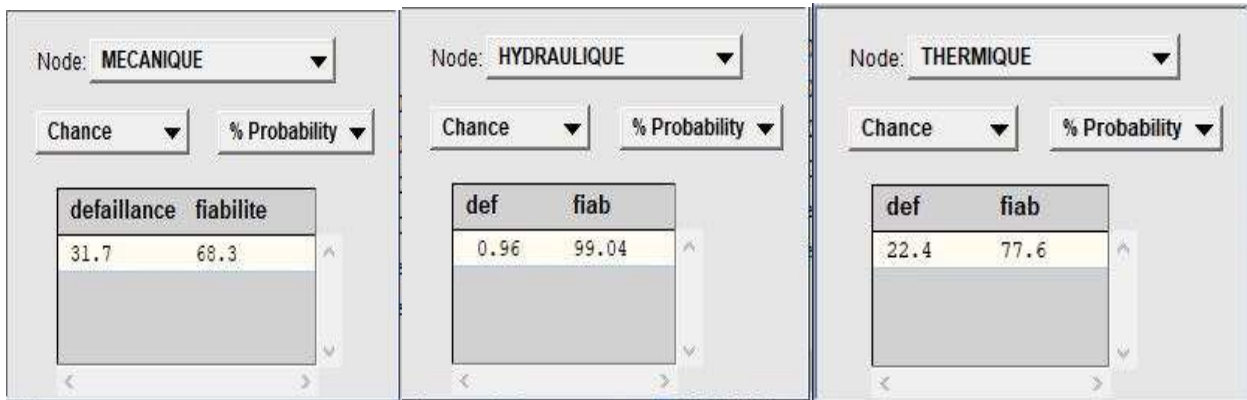 Node: MECANIQUE
Chance % Probability
defaillance fiabilite
31.7 68.3
Node: HYDRAULIQUE
Chance % Probability
def fiab
0.96 99.04
Node: THERMIQUE
Chance % Probability
def fiab
22.4 77.6